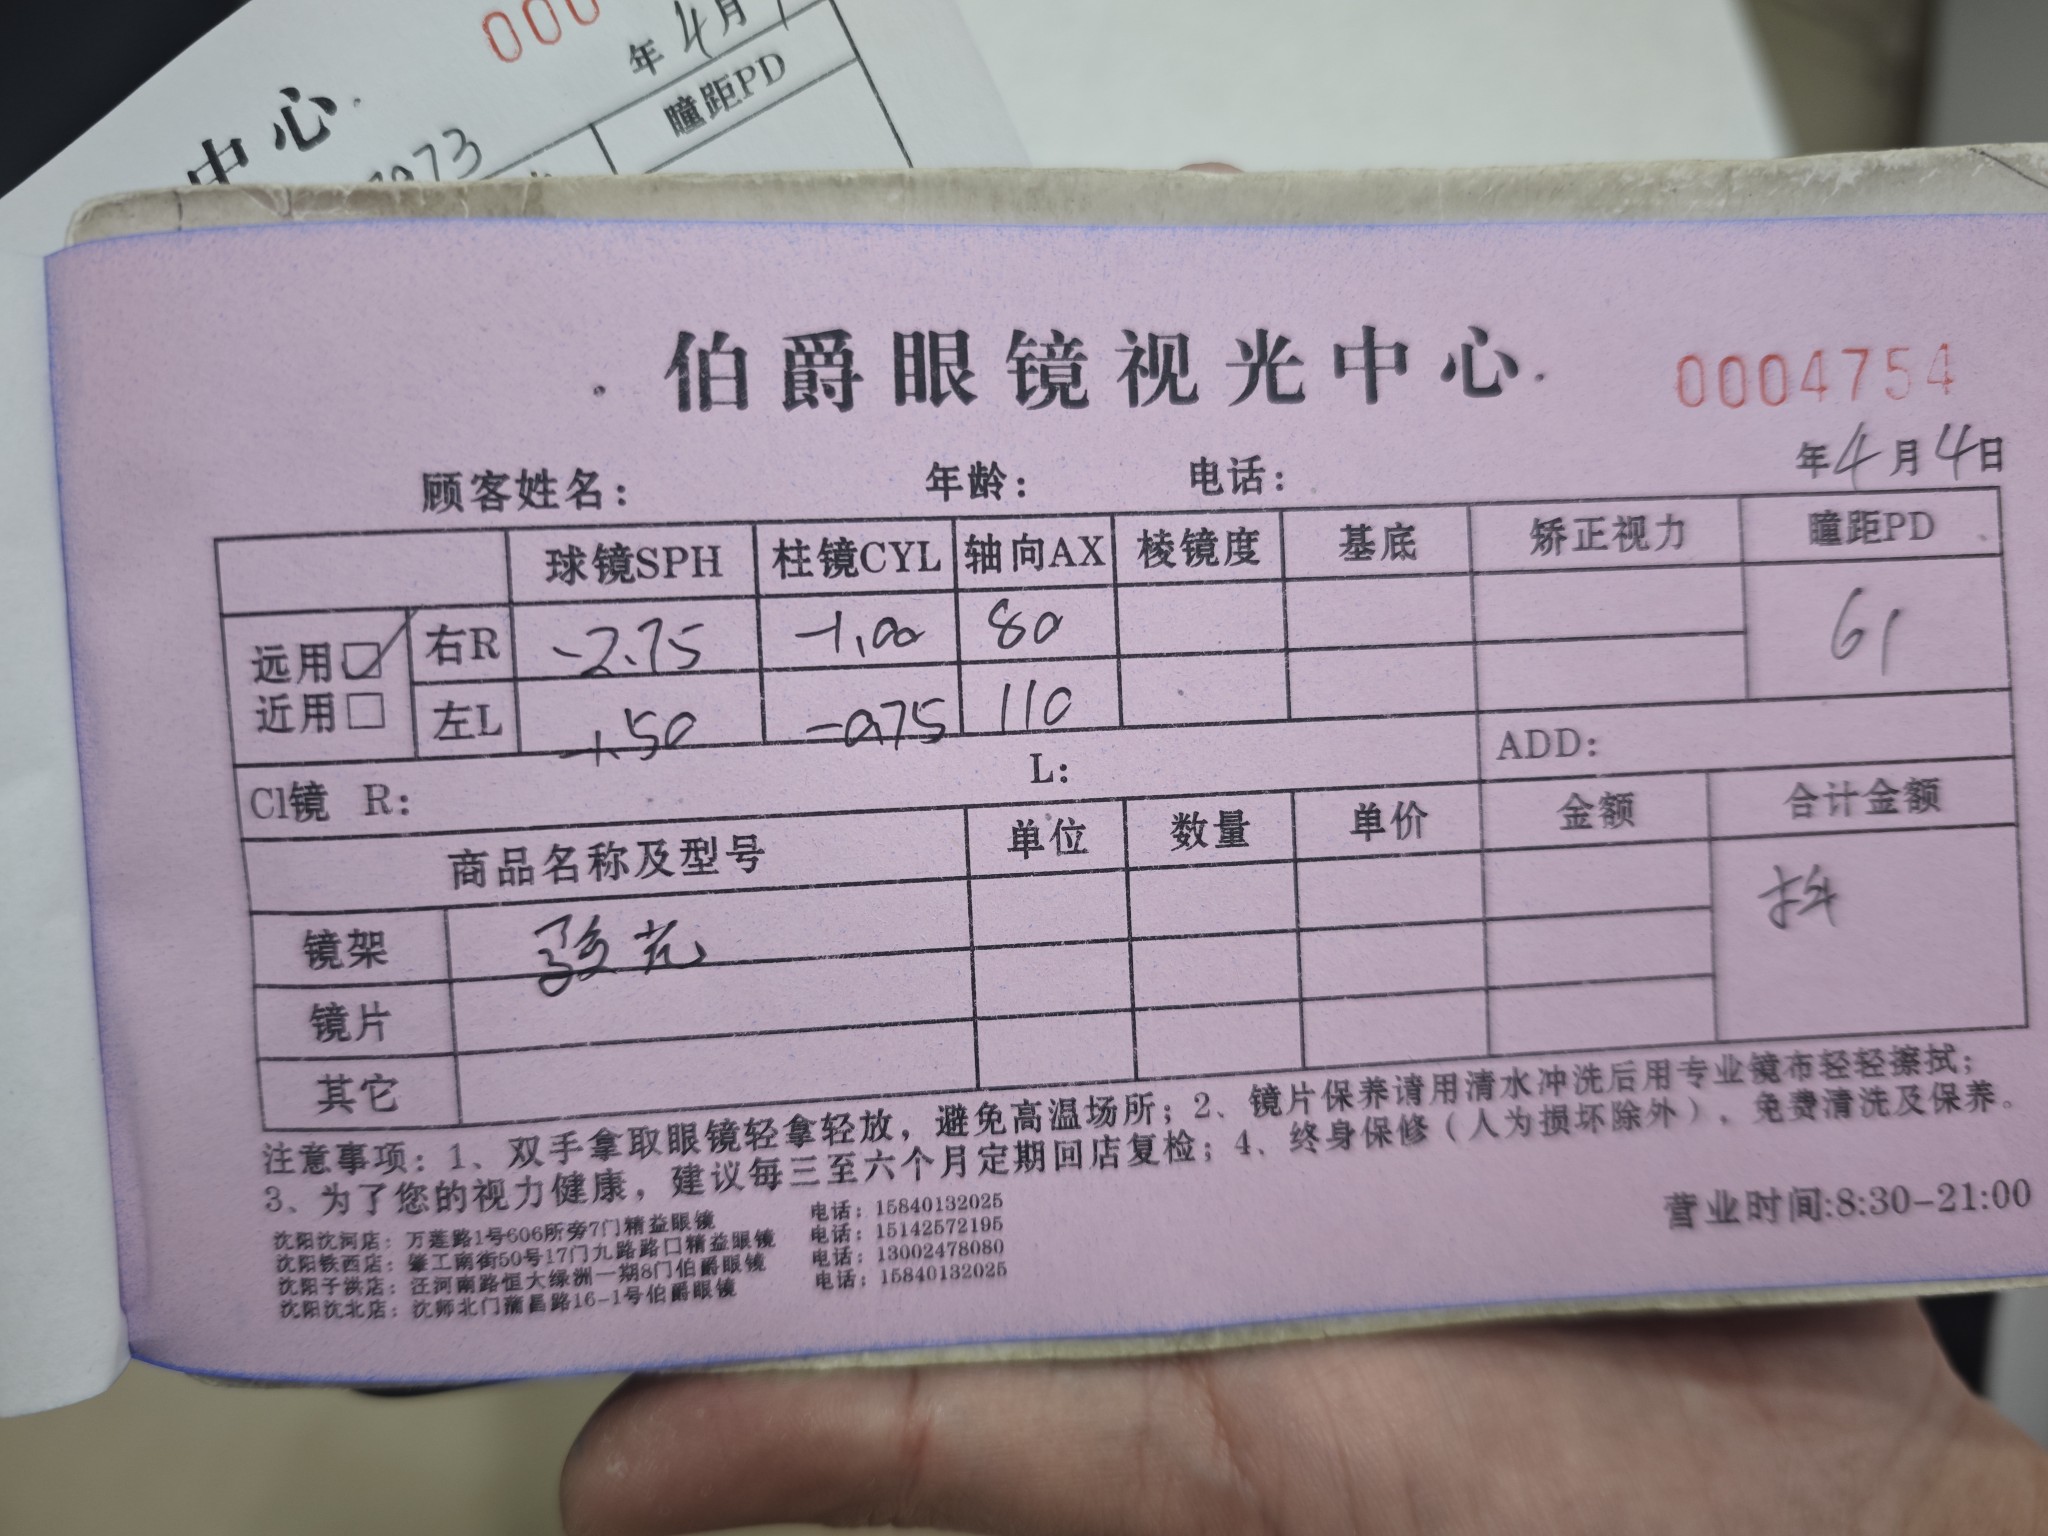 000
年 4月
中心
7973
瞳距PD
伯爵眼镜视光中心
0004754
年4月4日
顾客姓名： 年龄： 电话：
球镜SPH 柱镜CYL 轴向AX 棱镜度 基底 矫正视力 瞳距PD
远用 右R -2.75 -1.00 80 61
近用 左L -1.50 -0.75 110
Cl镜 R： L： ADD：
商品名称及型号 单位 数量 单价 金额 合计金额
镜架 验光 抖
镜片
其它
注意事项：1、双手拿取眼镜轻拿轻放，避免高温场所；2、镜片保养请用清水冲洗后用专业镜布轻轻擦拭；
3、为了您的视力健康，建议每三至六个月定期回店复检；4、终身保修（人为损坏除外），免费清洗及保养。
沈阳沈河店：万莲路1号606所旁7门精益眼镜 电话：15840132025
沈阳铁西店：肇工南街50号17门九路路口精益眼镜 电话：15142572195
沈阳于洪店：汪河南路恒大绿洲一期8门伯爵眼镜 电话：13002478080
沈阳沈北店：沈师北门蒲昌路16-1号伯爵眼镜 电话：15840132025
营业时间:8:30-21:00